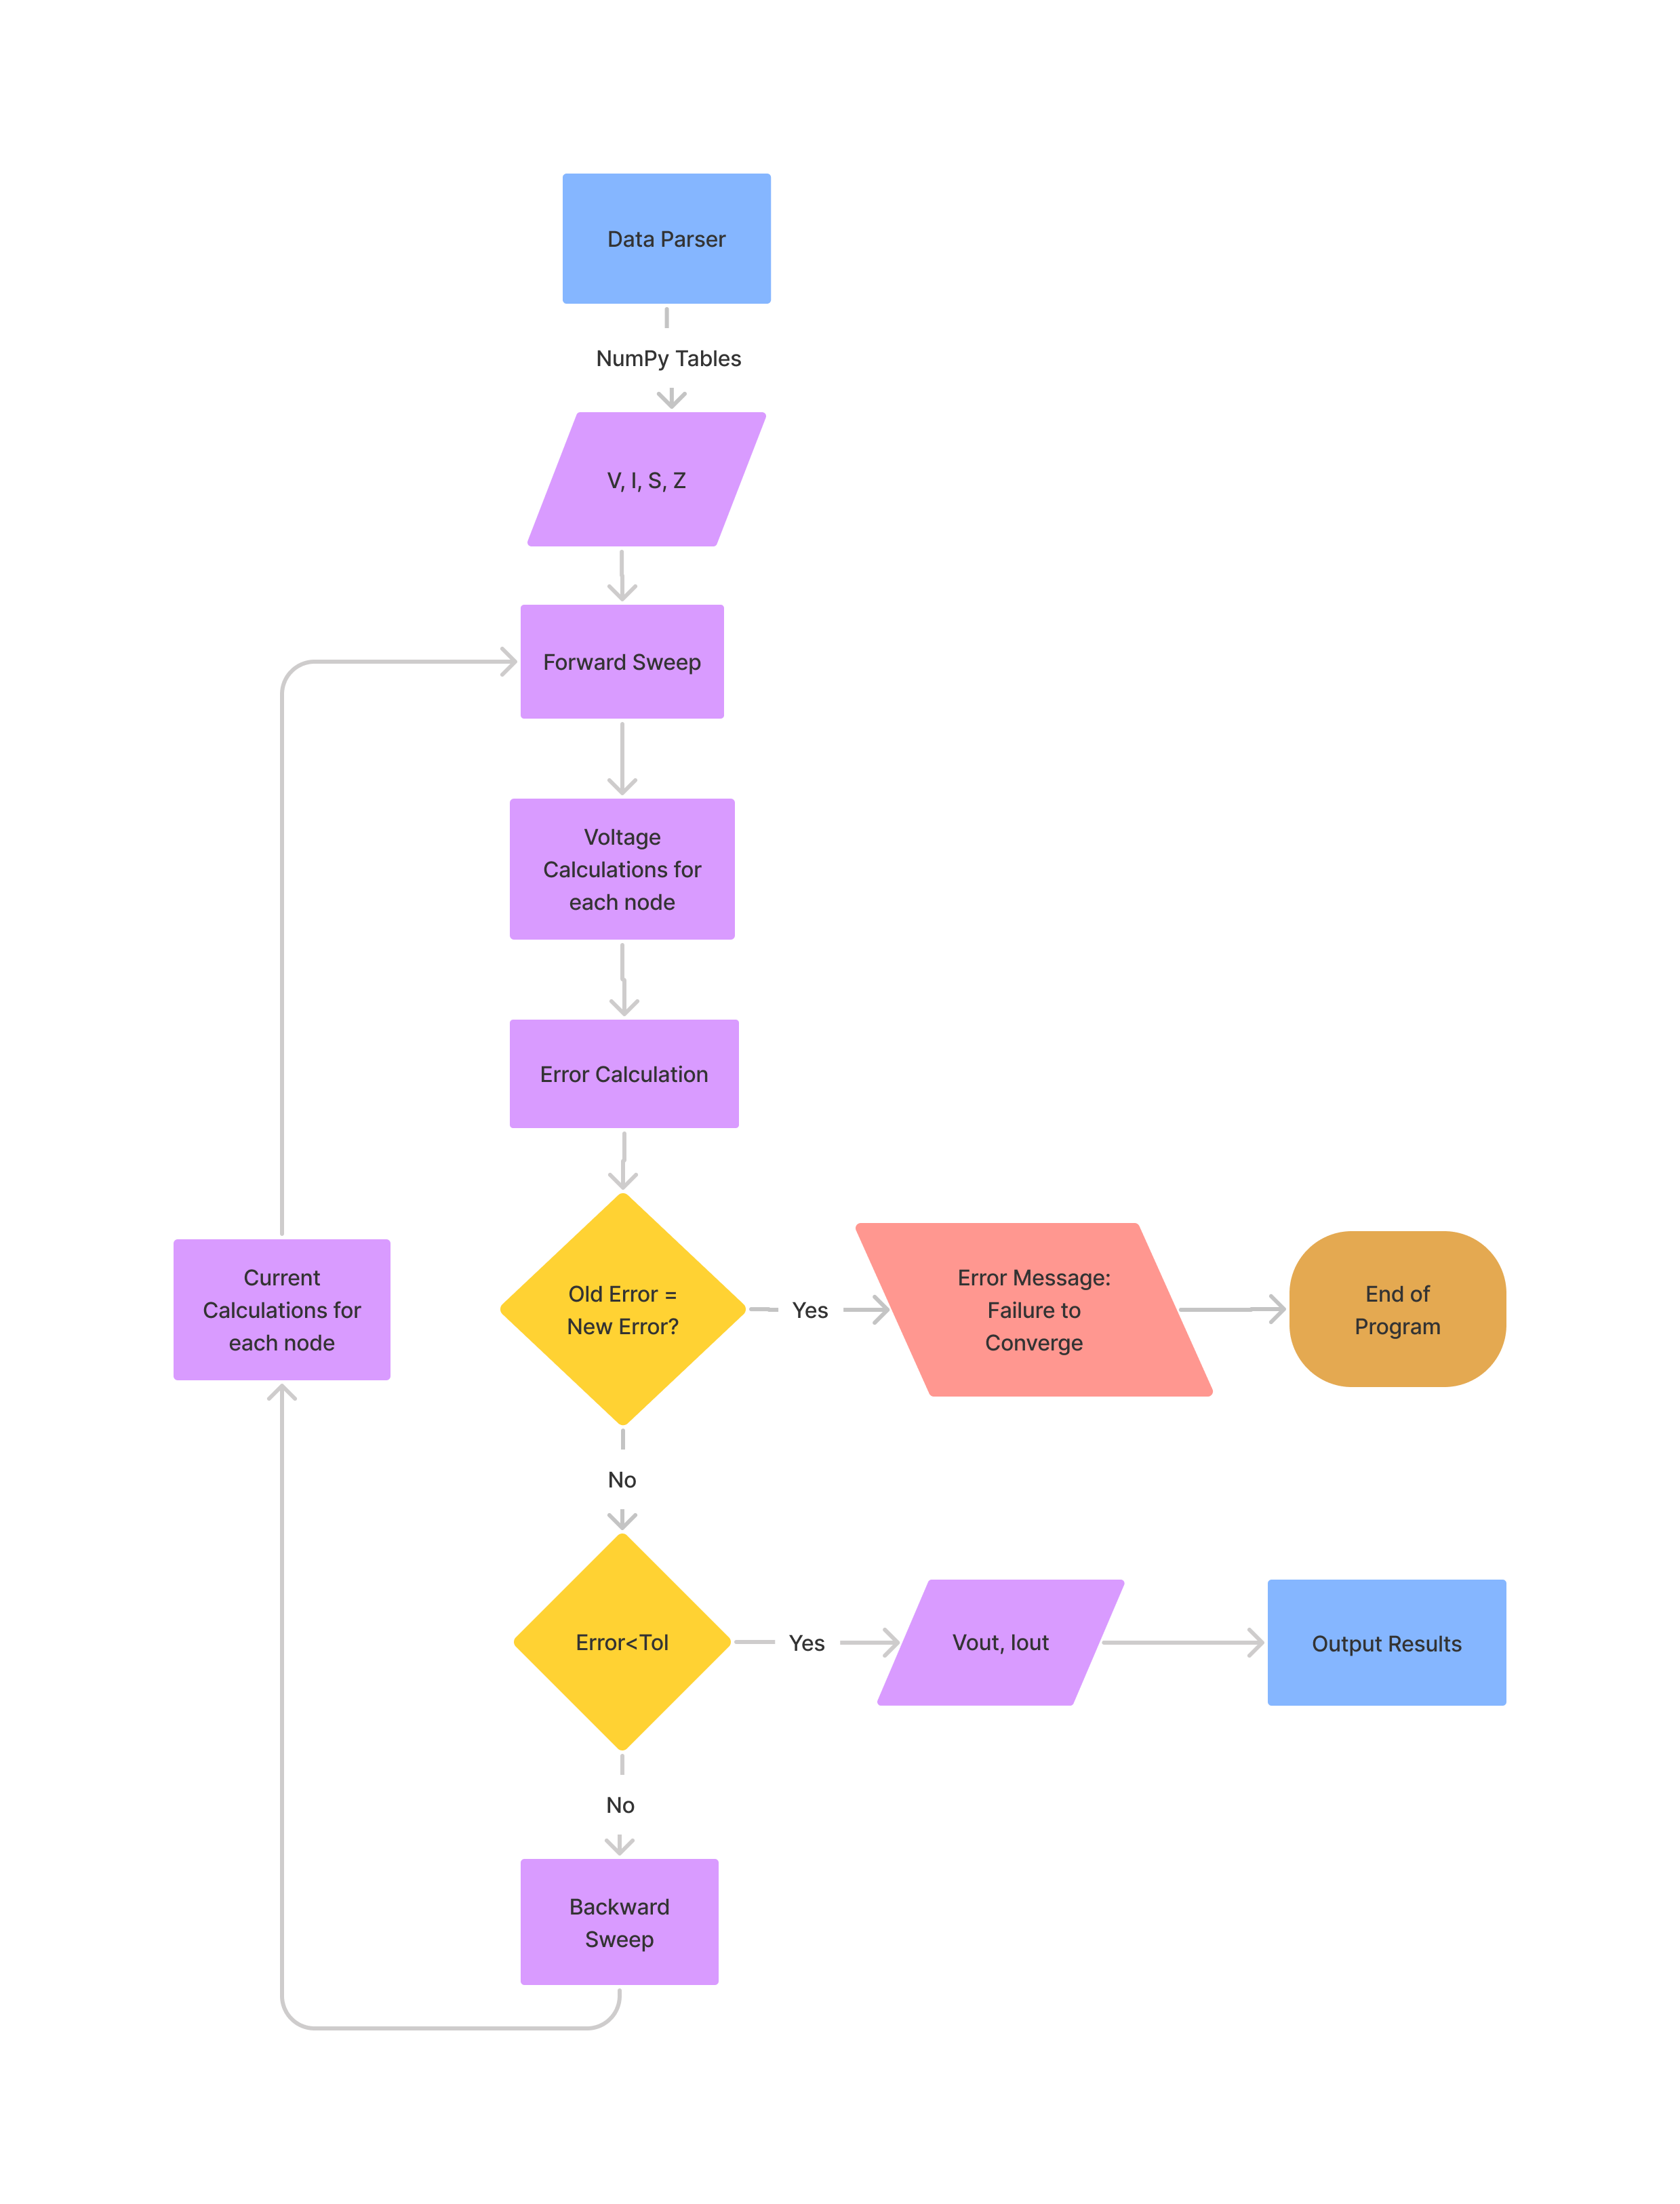 Data Parser
NumPy Tables
V, I, S, Z
Forward Sweep
Voltage
Calculations for
each node
Error Calculation
Current
Calculations for
each node
Old Error =
New Error?
Yes
Error Message:
Failure to
Converge
End of
Program
No
Error<Tol
Yes
Vout, Iout
Output Results
No
Backward
Sweep